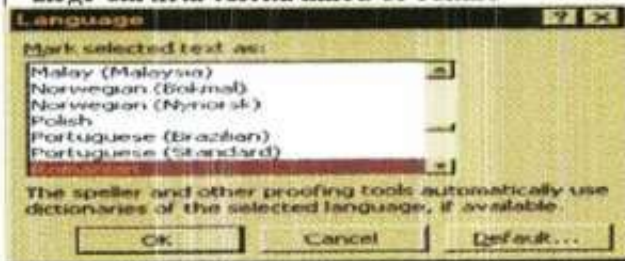 Language
Mark selected text as:
Malay (Malaysia)
Norwegian (Bokmal)
Norwegian (Nynorsk)
Polish
Portuguese (Brazilian)
Portuguese (Standard)
Romanian
The speller and other proofing tools automatically use
dictionaries of the selected language, if available.
OK
Cancel
Default...